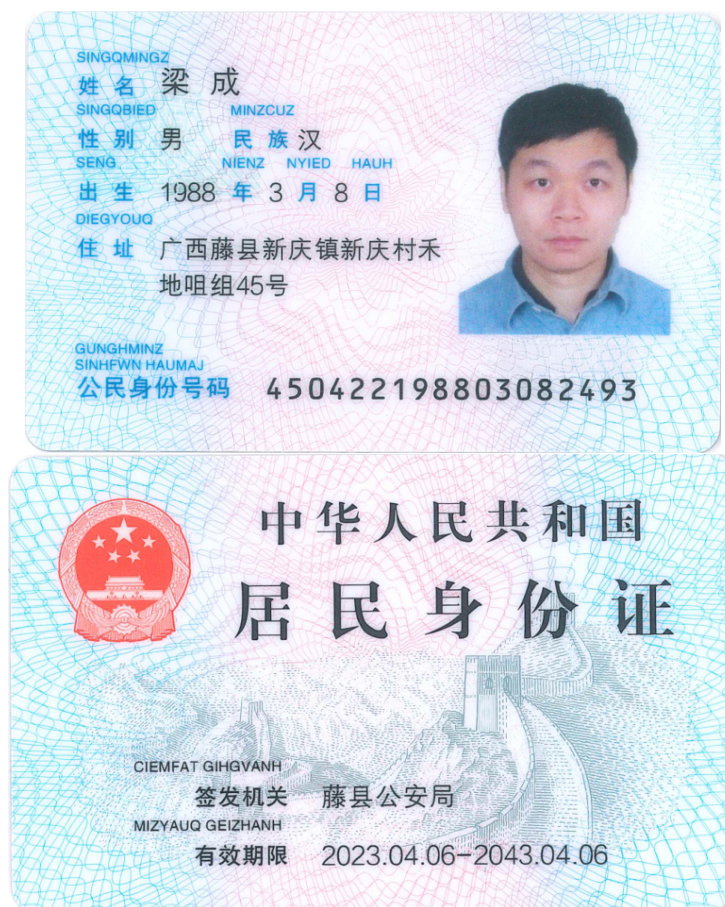 SINGQMINGZ
姓名 梁成
SINGQBIED MINZCUZ
性别 男 民族 汉
SENG NIENZ NYIED HAUH
出生 1988 年 3 月 8 日
DIEGYOUQ
住址 广西藤县新庆镇新庆村禾
地咀组45号
GUNGHMINZ
SINHFWN HAUMAJ
公民身份号码 450422198803082493
中华人民共和国
居民身份证
CIEMFAT GIHGVANH
签发机关 藤县公安局
MIZYAUQ GEIZHANH
有效期限 2023.04.06-2043.04.06